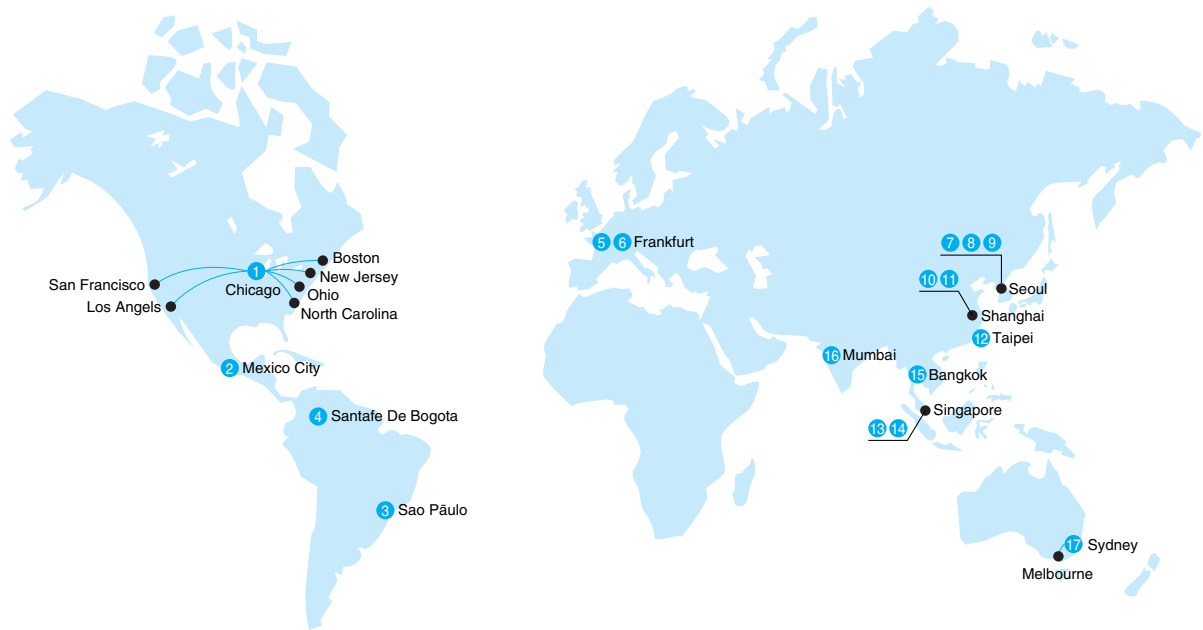 Boston
1
New Jersey
San Francisco
Chicago
Ohio
Los Angels
North Carolina
2 Mexico City
4 Santafe De Bogota
3 Sao Pãulo
5 6 Frankfurt
7 8 9
Seoul
10 11
Shanghai
12 Taipei
16 Mumbai
15 Bangkok
Singapore
13 14
17 Sydney
Melbourne